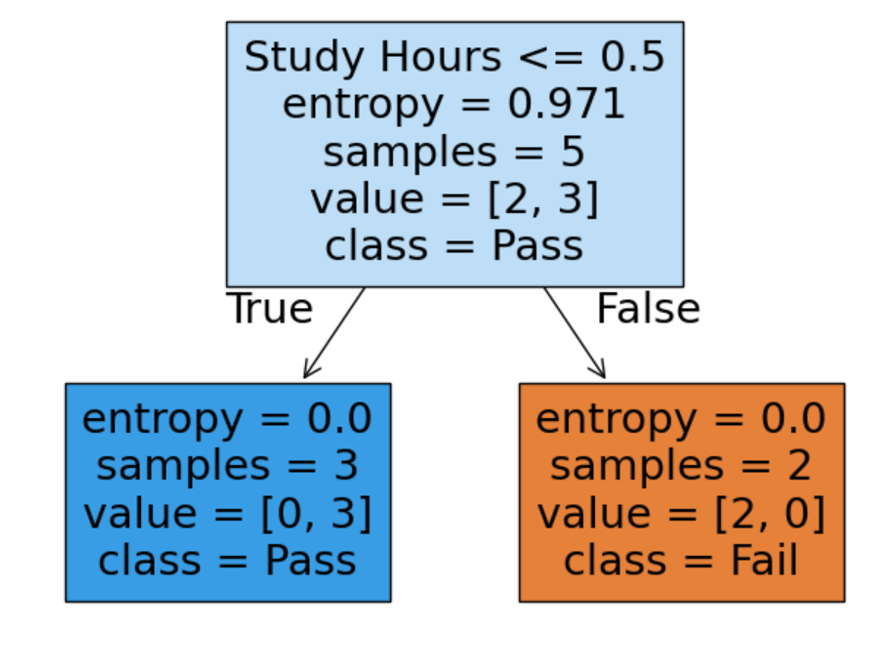 Study Hours <= 0.5
entropy = 0.971
samples = 5
value = [2, 3]
class = Pass
True
False
entropy = 0.0
samples = 3
value = [0, 3]
class = Pass
entropy = 0.0
samples = 2
value = [2, 0]
class = Fail